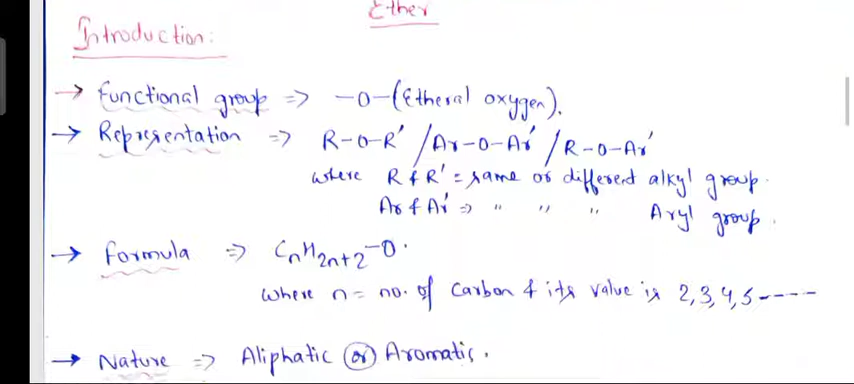 Ether
Introduction:
→ Functional group => -O- (Etheral oxygen).
→ Representation => R-O-R' / Ar-O-Ar' / R-O-Ar'
where R & R' = same or different alkyl group.
Ar & Ar' => " " " Aryl group.
→ Formula => CnH2n+2-O.
where n = no. of Carbon & its value is 2,3,4,5-----
→ Nature => Aliphatic (or) Aromatic.